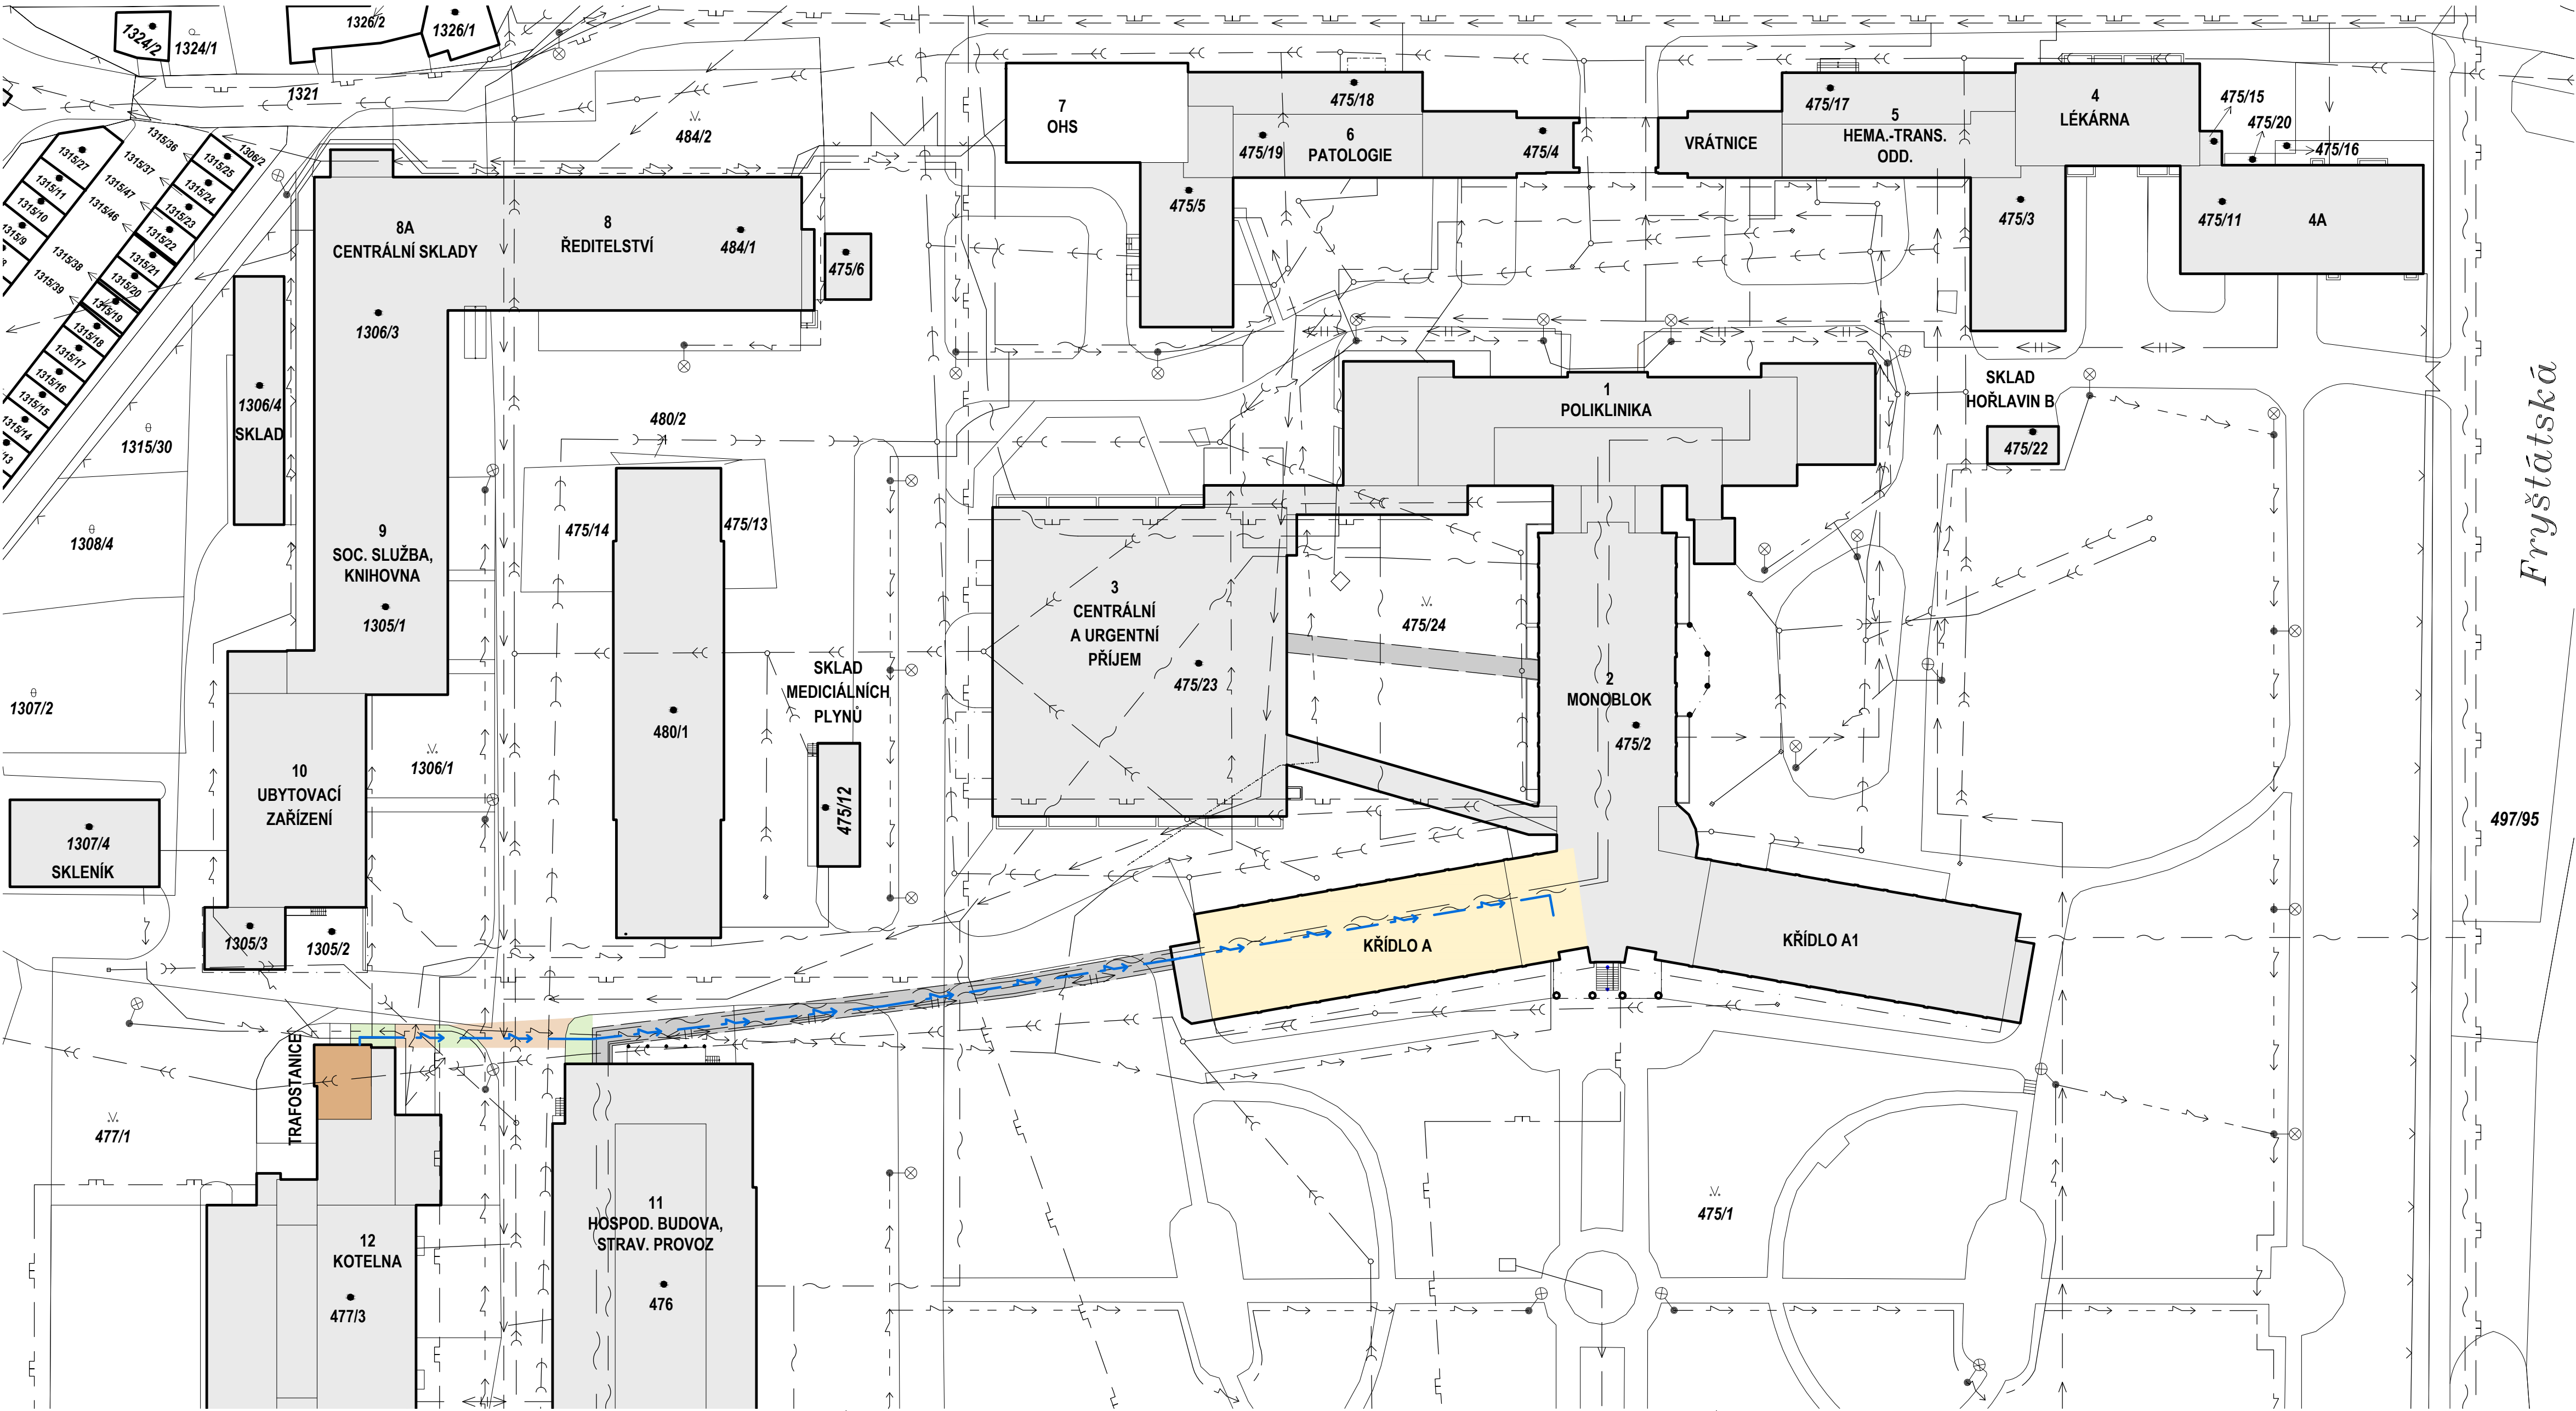 1324/2
1324/1
1326/2
1326/1
1321
484/2
1315/36
1315/37
1315/47
1315/46
1315/38
1315/39
1306/2
1315/27
1315/11
1315/10
1315/9
1315/25
1315/24
1315/23
1315/22
1315/21
1315/20
1315/19
1315/18
1315/17
1315/16
1315/15
1315/14
1315/30
1308/4
1307/2
8A
CENTRÁLNÍ SKLADY
8
ŘEDITELSTVÍ
484/1
475/6
1306/3
1306/4
SKLAD
7
OHS
475/18
475/19
6
PATOLOGIE
475/4
475/5
VRÁTNICE
475/17
5
HEMA.-TRANS.
ODD.
475/3
4
LÉKÁRNA
475/15
475/20
475/16
475/11
4A
1
POLIKLINIKA
SKLAD
HOŘLAVIN B
475/22
Fryštátská
480/2
475/14
475/13
480/1
9
SOC. SLUŽBA,
KNIHOVNA
1305/1
SKLAD
MEDICIÁLNÍCH
PLYNŮ
475/12
3
CENTRÁLNÍ
A URGENTNÍ
PŘÍJEM
475/23
475/24
2
MONOBLOK
475/2
497/95
10
UBYTOVACÍ
ZAŘÍZENÍ
1306/1
1307/4
SKLENÍK
1305/3
1305/2
KŘÍDLO A
KŘÍDLO A1
TRAFOSTANICE
477/1
12
KOTELNA
477/3
11
HOSPOD. BUDOVA,
STRAV. PROVOZ
476
475/1